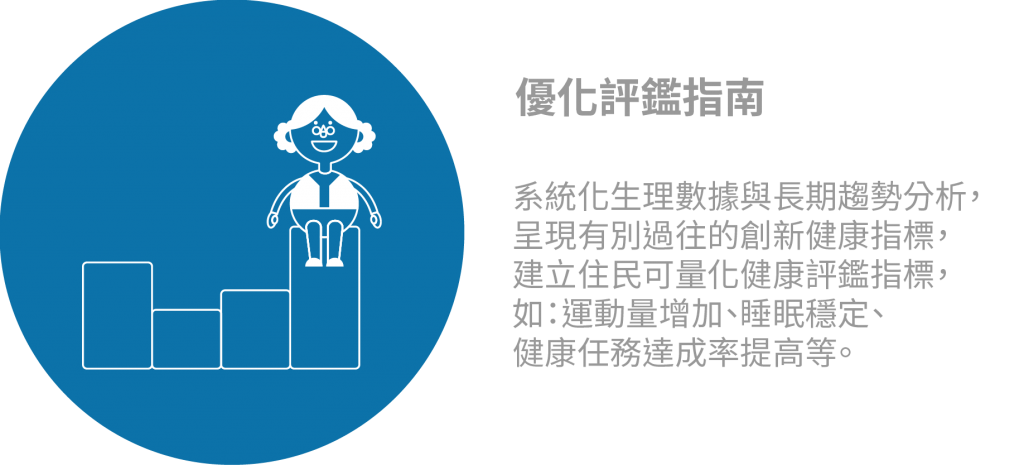 優化評鑑指南
系統化生理數據與長期趨勢分析，
呈現有別過往的創新健康指標，
建立住民可量化健康評鑑指標，
如：運動量增加、睡眠穩定、
健康任務達成率提高等。